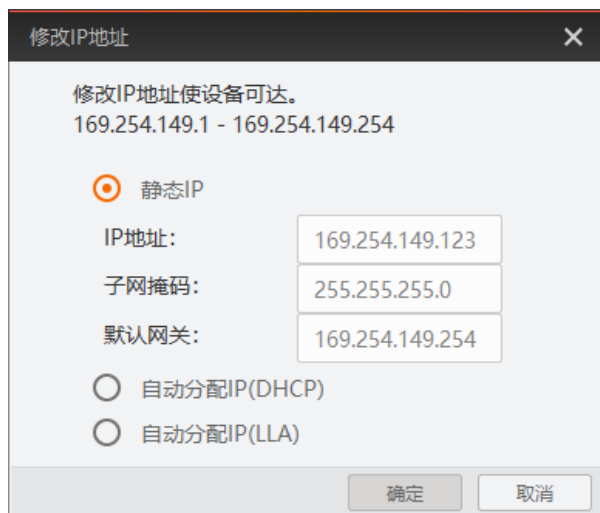 修改IP地址
修改IP地址使设备可达。
169.254.149.1 - 169.254.149.254
静态IP
IP地址： 169.254.149.123
子网掩码： 255.255.255.0
默认网关： 169.254.149.254
自动分配IP(DHCP)
自动分配IP(LLA)
确定 取消